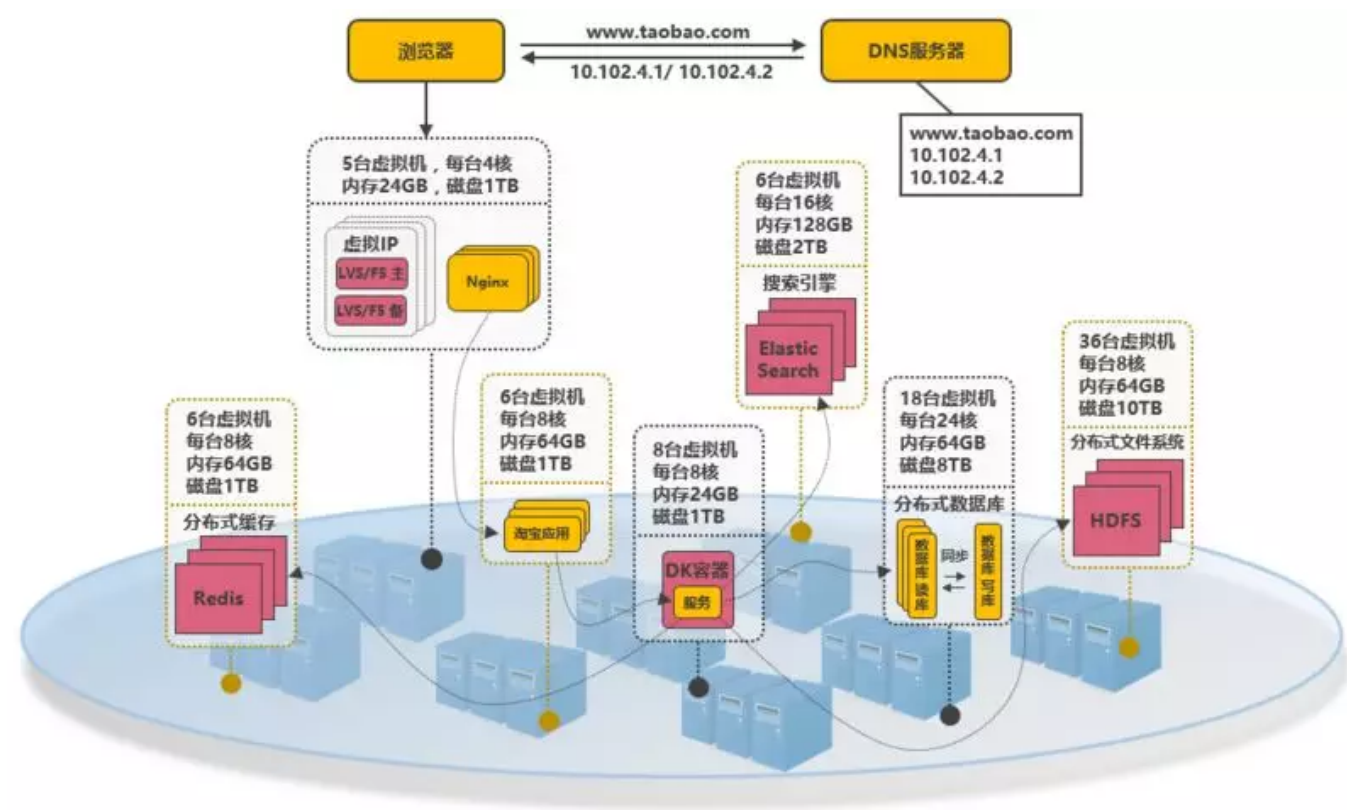 浏览器
www.taobao.com
10.102.4.1/ 10.102.4.2
DNS服务器
www.taobao.com
10.102.4.1
10.102.4.2
5台虚拟机，每台4核
内存24GB，磁盘1TB
虚拟IP
LVS/F5 主
LVS/F5 备
Nginx
6台虚拟机
每台16核
内存128GB
磁盘2TB
搜索引擎
Elastic
Search
36台虚拟机
每台8核
内存64GB
磁盘10TB
分布式文件系统
HDFS
6台虚拟机
每台8核
内存64GB
磁盘1TB
分布式缓存
Redis
6台虚拟机
每台8核
内存64GB
磁盘1TB
淘宝应用
8台虚拟机
每台8核
内存24GB
磁盘1TB
DK容器
服务
18台虚拟机
每台24核
内存64GB
磁盘8TB
分布式数据库
数据库 读库
同步
数据库 写库